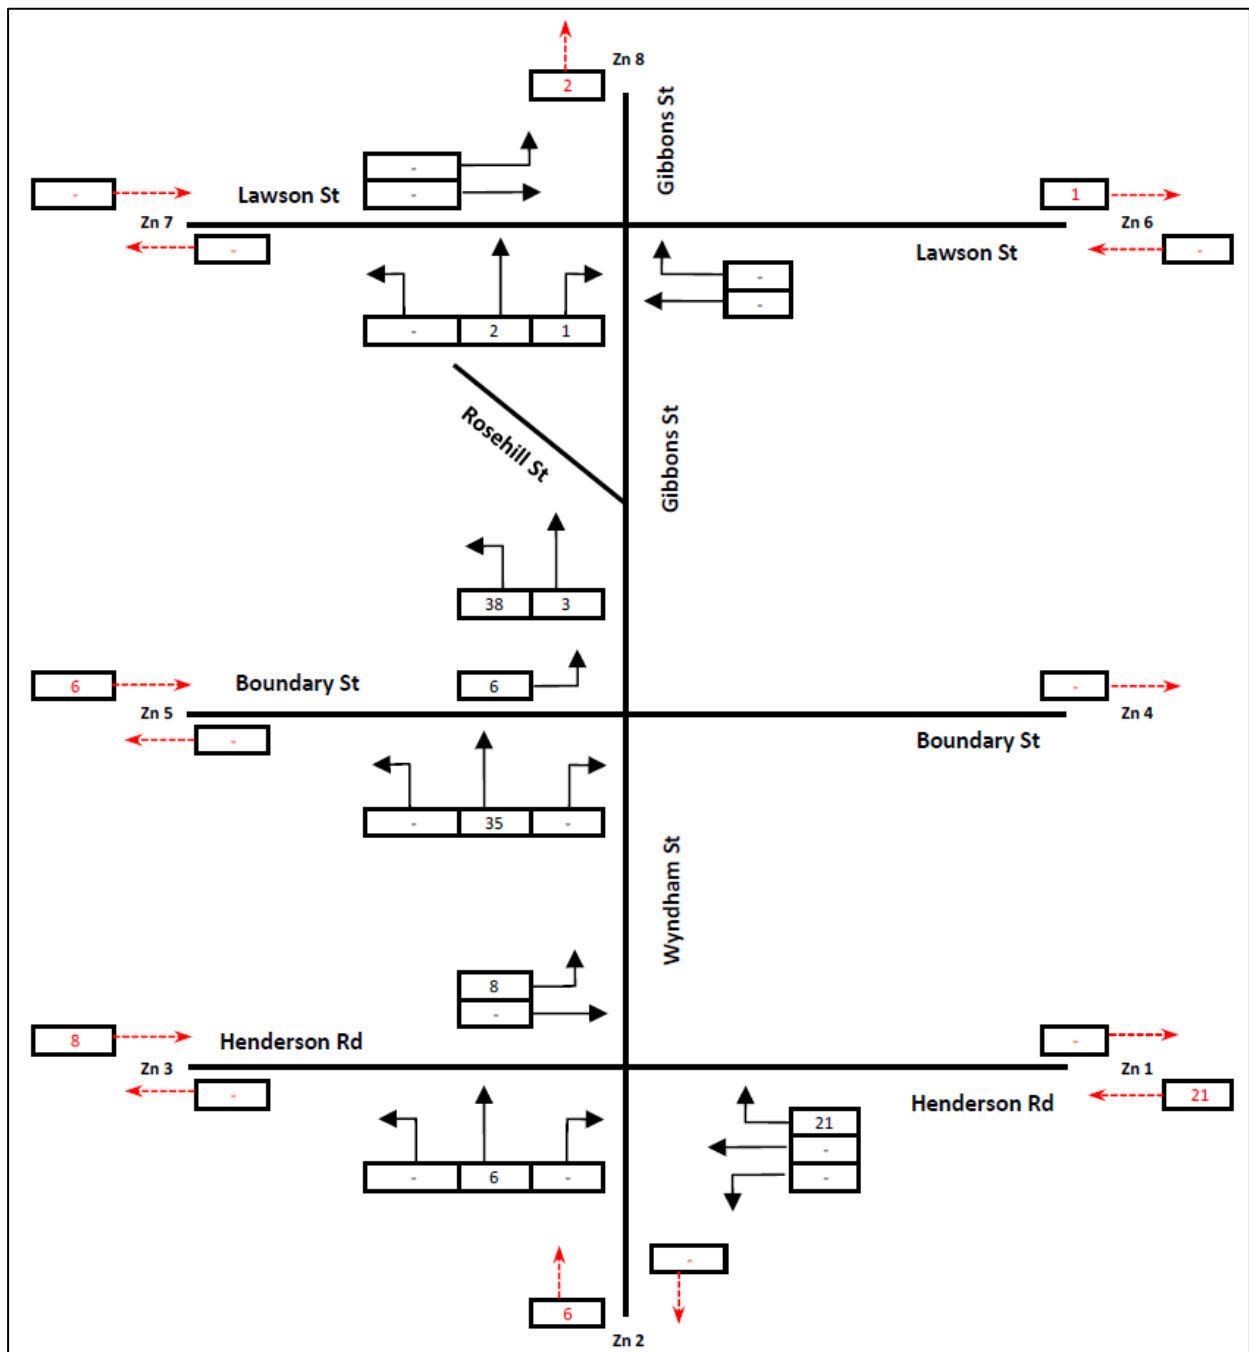 Zn 8
2
Gibbons St
-
-
-
Lawson St
1
Zn 7
Zn 6
-
Lawson St
-
-
-
- 2 1
Rosehill St
Gibbons St
38 3
6
Boundary St
6
-
Zn 5
Zn 4
-
Boundary St
- 35 -
Wyndham St
8
-
8
Henderson Rd
-
Zn 3
Zn 1
-
Henderson Rd
21
21
-
-
- 6 -
-
6
Zn 2